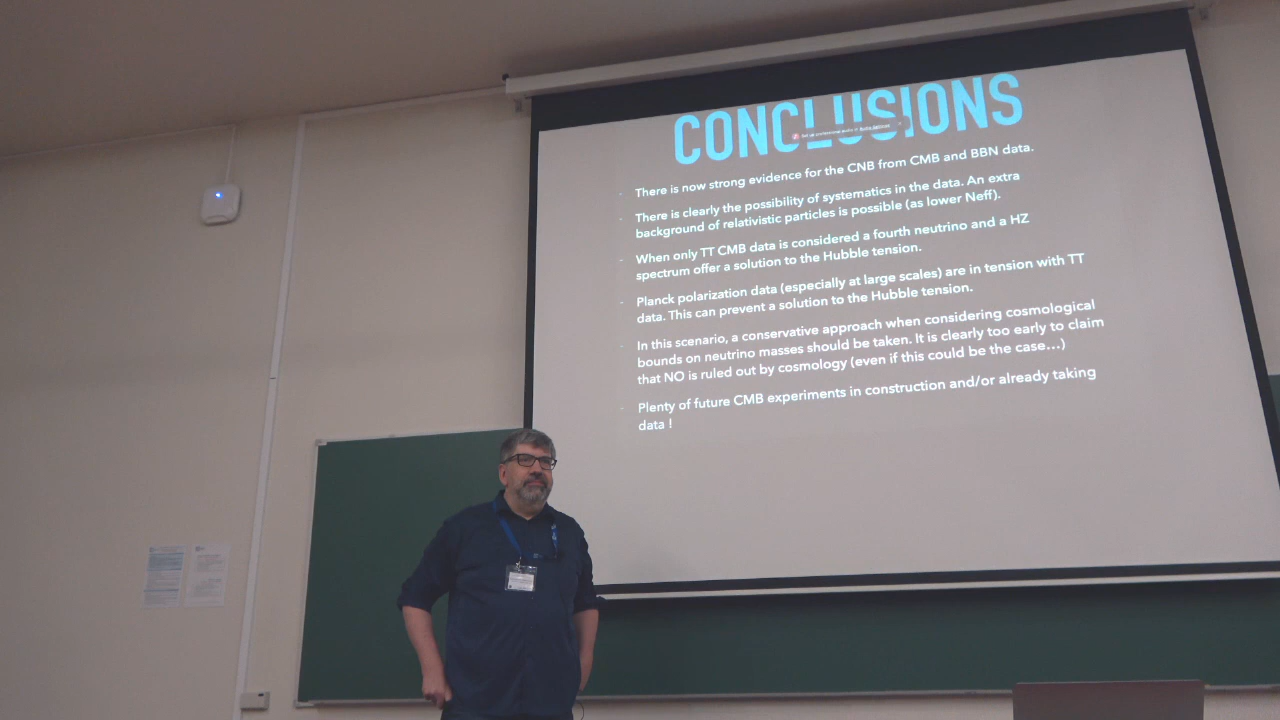 CONCLUSIONS
- There is now strong evidence for the CNB from CMB and BBN data.
- There is clearly the possibility of systematics in the data. An extra
background of relativistic particles is possible (as lower Neff).
- When only TT CMB data is considered a fourth neutrino and a HZ
spectrum offer a solution to the Hubble tension.
- Planck polarization data (especially at large scales) are in tension with TT
data. This can prevent a solution to the Hubble tension.
- In this scenario, a conservative approach when considering cosmological
bounds on neutrino masses should be taken. It is clearly too early to claim
that NO is ruled out by cosmology (even if this could be the case...)
- Plenty of future CMB experiments in construction and/or already taking
data !